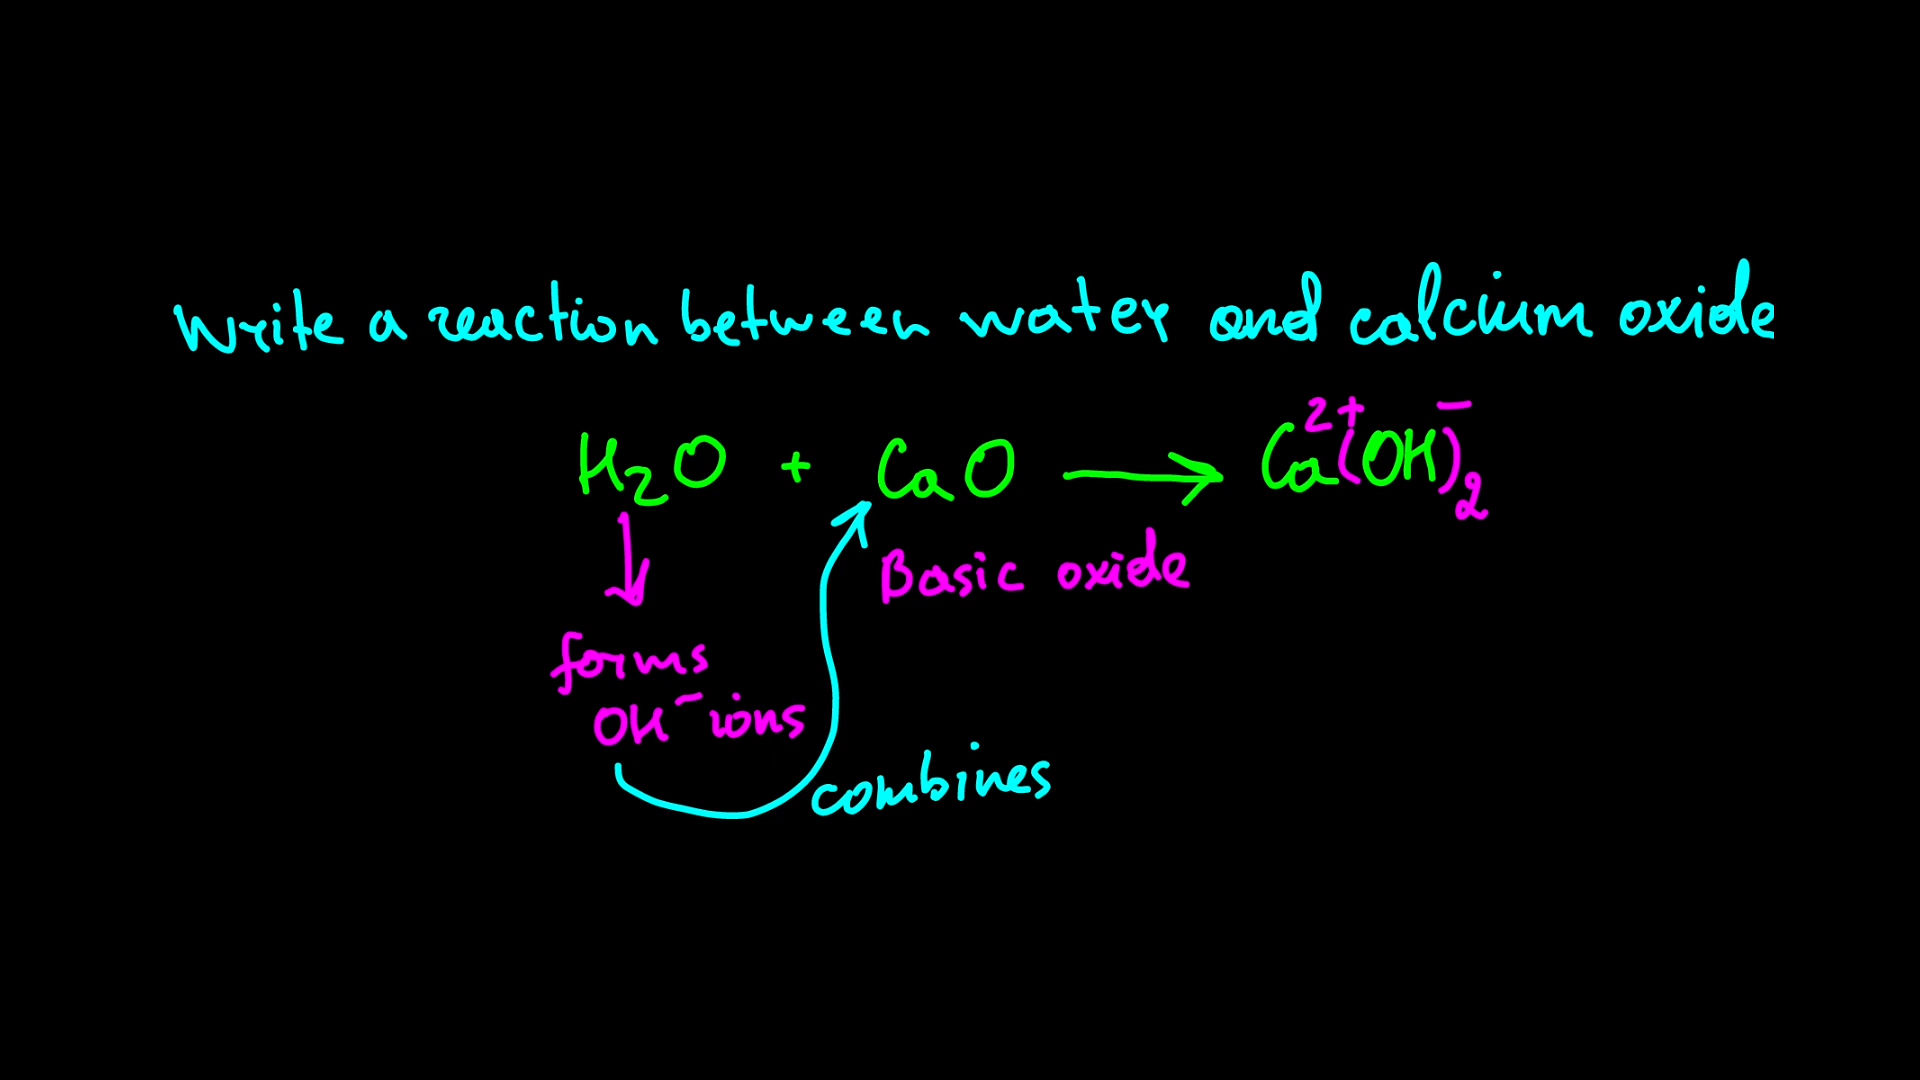 Write a reaction between water and calcium oxide
H₂O + CaO → Ca²⁺(OH)⁻₂
Basic oxide
forms
OH⁻ ions
combines